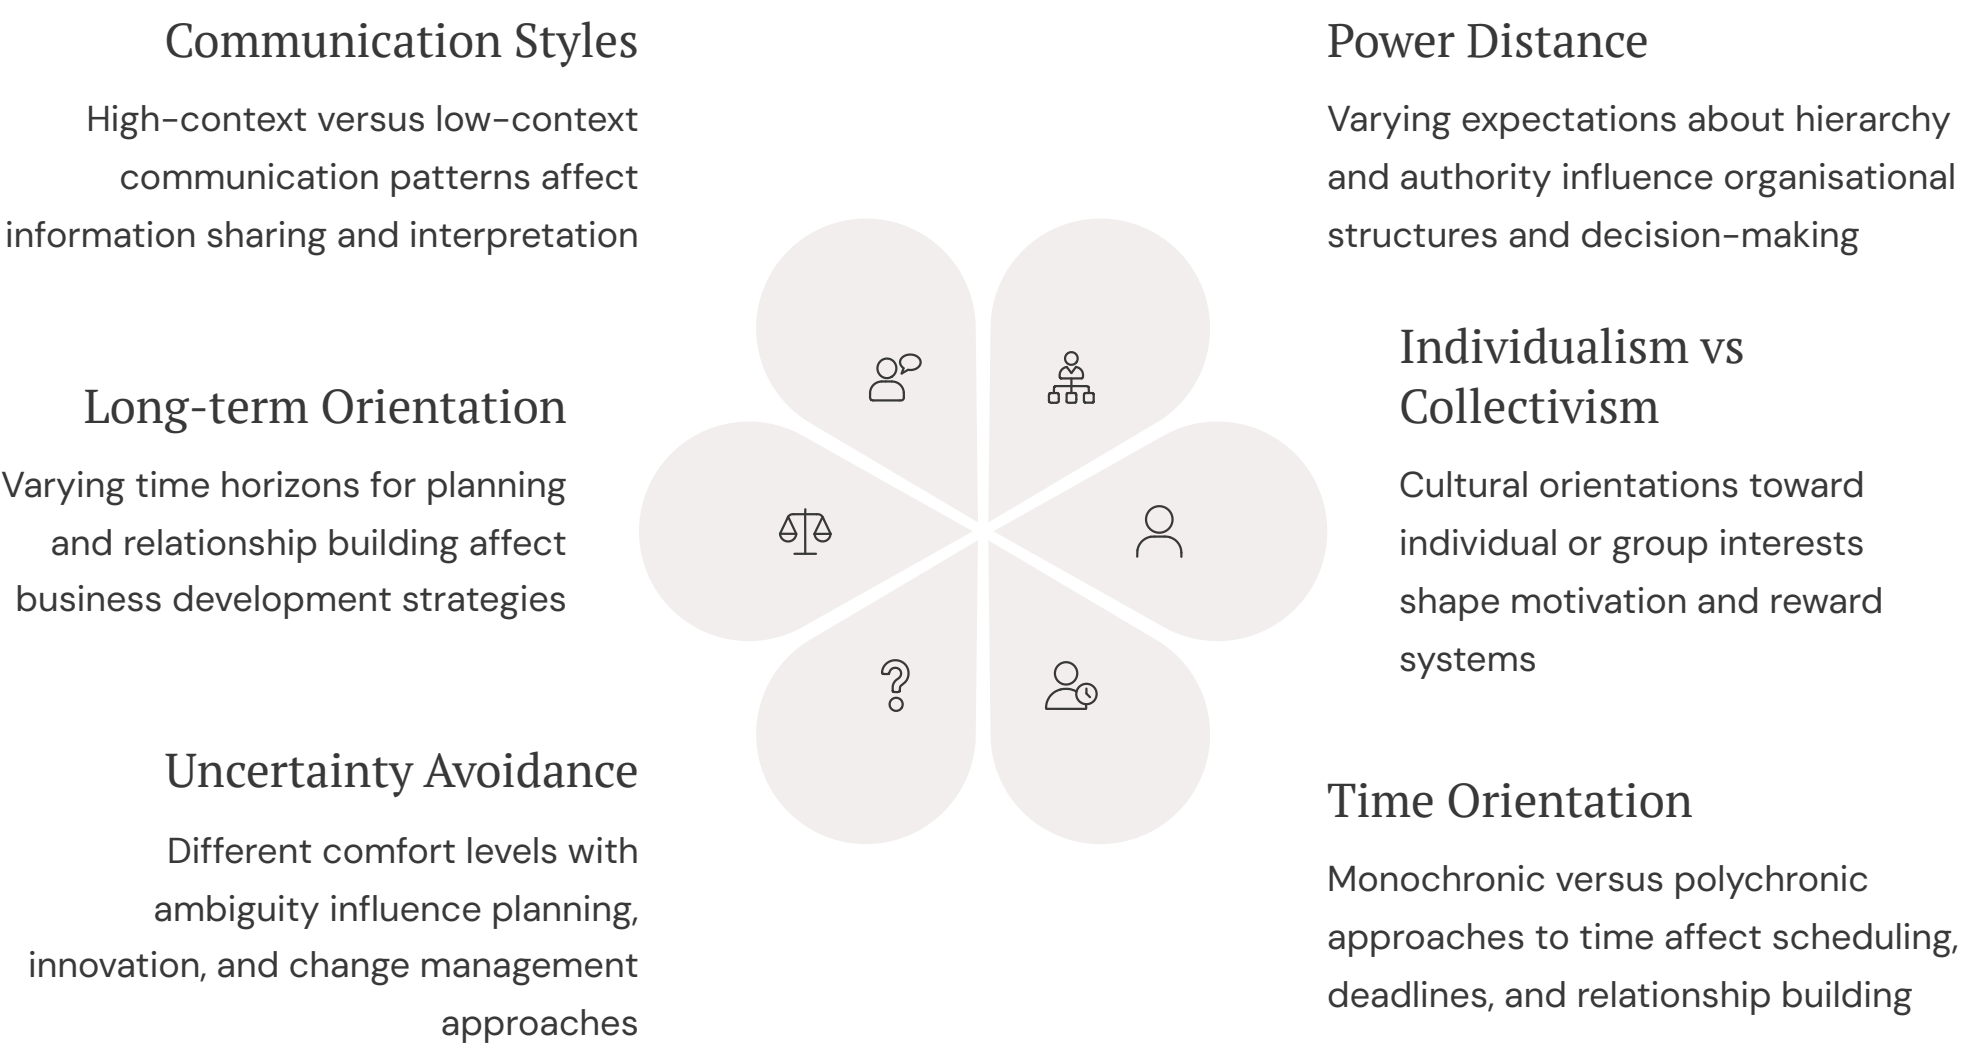 Communication Styles
High-context versus low-context
communication patterns affect
information sharing and interpretation
Power Distance
Varying expectations about hierarchy
and authority influence organisational
structures and decision-making
Long-term Orientation
Varying time horizons for planning
and relationship building affect
business development strategies
Individualism vs
Collectivism
Cultural orientations toward
individual or group interests
shape motivation and reward
systems
Uncertainty Avoidance
Different comfort levels with
ambiguity influence planning,
innovation, and change management
approaches
Time Orientation
Monochronic versus polychronic
approaches to time affect scheduling,
deadlines, and relationship building